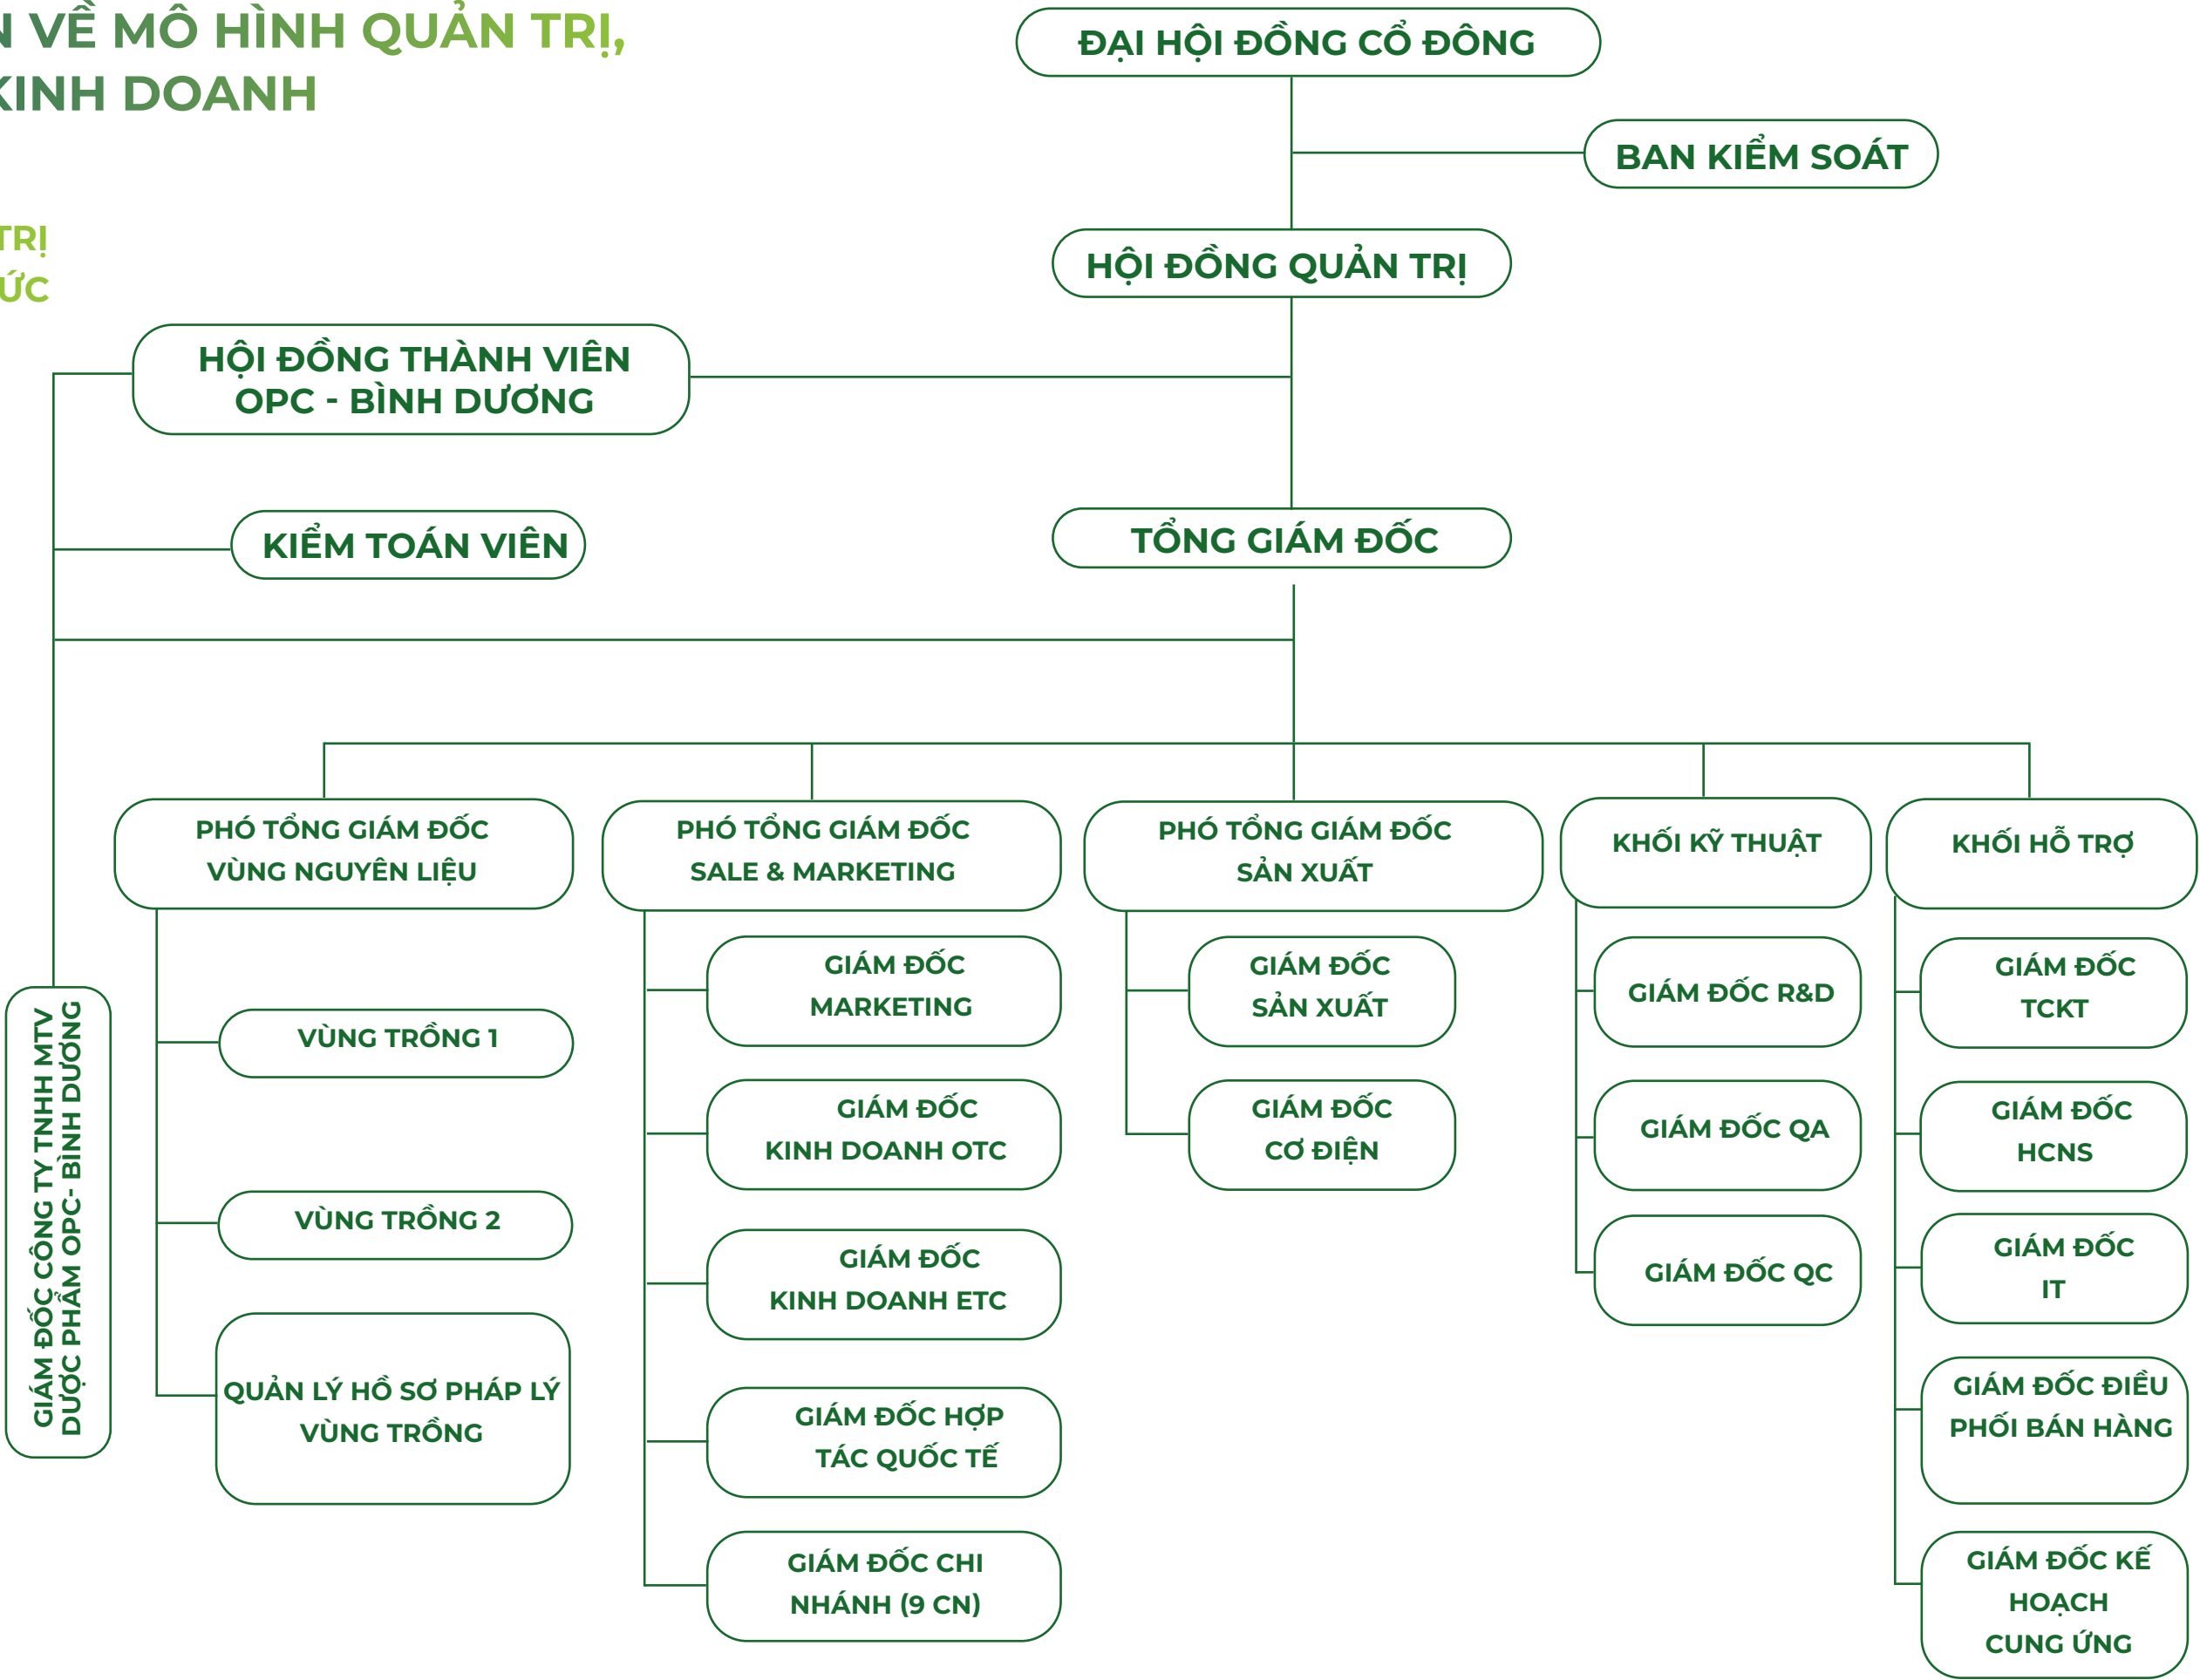 N VỀ MÔ HÌNH QUẢN TRỊ,
KINH DOANH
TRỊ
ỨC
ĐẠI HỘI ĐỒNG CỔ ĐÔNG
BAN KIỂM SOÁT
HỘI ĐỒNG QUẢN TRỊ
HỘI ĐỒNG THÀNH VIÊN
OPC - BÌNH DƯƠNG
KIỂM TOÁN VIÊN
TỔNG GIÁM ĐỐC
GIÁM ĐỐC CÔNG TY TNHH MTV
DƯỢC PHẨM OPC- BÌNH DƯƠNG
PHÓ TỔNG GIÁM ĐỐC
VÙNG NGUYÊN LIỆU
VÙNG TRỒNG 1
VÙNG TRỒNG 2
QUẢN LÝ HỒ SƠ PHÁP LÝ
VÙNG TRỒNG
PHÓ TỔNG GIÁM ĐỐC
SALE & MARKETING
GIÁM ĐỐC
MARKETING
GIÁM ĐỐC
KINH DOANH OTC
GIÁM ĐỐC
KINH DOANH ETC
GIÁM ĐỐC HỢP
TÁC QUỐC TẾ
GIÁM ĐỐC CHI
NHÁNH (9 CN)
PHÓ TỔNG GIÁM ĐỐC
SẢN XUẤT
GIÁM ĐỐC
SẢN XUẤT
GIÁM ĐỐC
CƠ ĐIỆN
KHỐI KỸ THUẬT
GIÁM ĐỐC R&D
GIÁM ĐỐC QA
GIÁM ĐỐC QC
KHỐI HỖ TRỢ
GIÁM ĐỐC
TCKT
GIÁM ĐỐC
HCNS
GIÁM ĐỐC
IT
GIÁM ĐỐC ĐIỀU
PHỐI BÁN HÀNG
GIÁM ĐỐC KẾ
HOẠCH
CUNG ỨNG